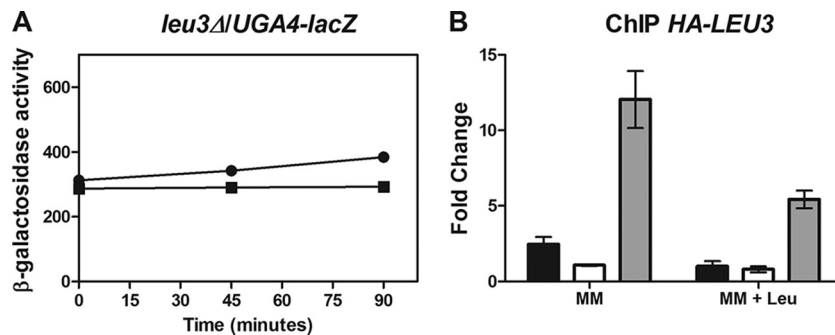 A
leu3Δ/UGA4-lacZ
β-galactosidase activity
600
400
200
0
0
15
30
45
60
75
90
Time (minutes)
B
ChIP HA-LEU3
Fold Change
15
10
5
0
MM
MM + Leu